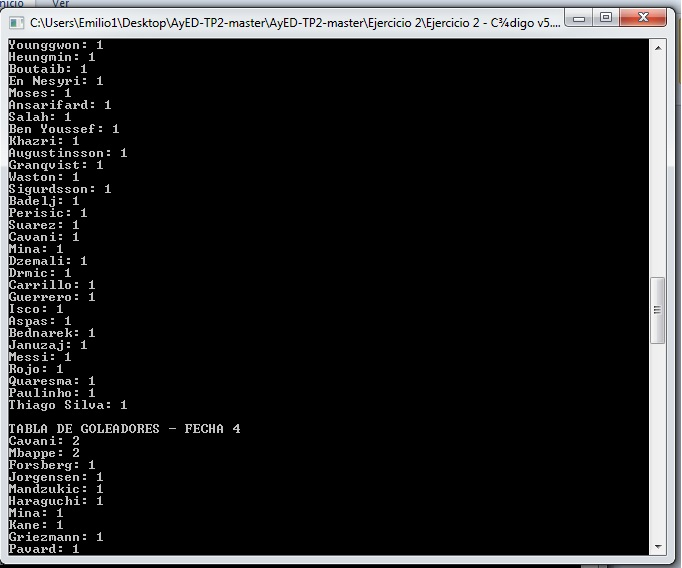 nicio
Ver
C:\Users\Emilio1\Desktop\AyED-TP2-master\AyED-TP2-master\Ejercicio 2\Ejercicio 2 - C¾digo v5....
Younggwon: 1
Heungmin: 1
Boutaib: 1
En Nesyri: 1
Moses: 1
Ansarifard: 1
Salah: 1
Ben Youssef: 1
Khazri: 1
Augustinsson: 1
Granqvist: 1
Waston: 1
Sigurdsson: 1
Badelj: 1
Perisic: 1
Suarez: 1
Cavani: 1
Mina: 1
Dzemali: 1
Drmic: 1
Carrillo: 1
Guerrero: 1
Isco: 1
Aspas: 1
Bednarek: 1
Januzaj: 1
Messi: 1
Rojo: 1
Quaresma: 1
Paulinho: 1
Thiago Silva: 1
TABLA DE GOLEADORES - FECHA 4
Cavani: 2
Mbappe: 2
Forsberg: 1
Jorgensen: 1
Mandzukic: 1
Haraguchi: 1
Mina: 1
Kane: 1
Griezmann: 1
Pavard: 1